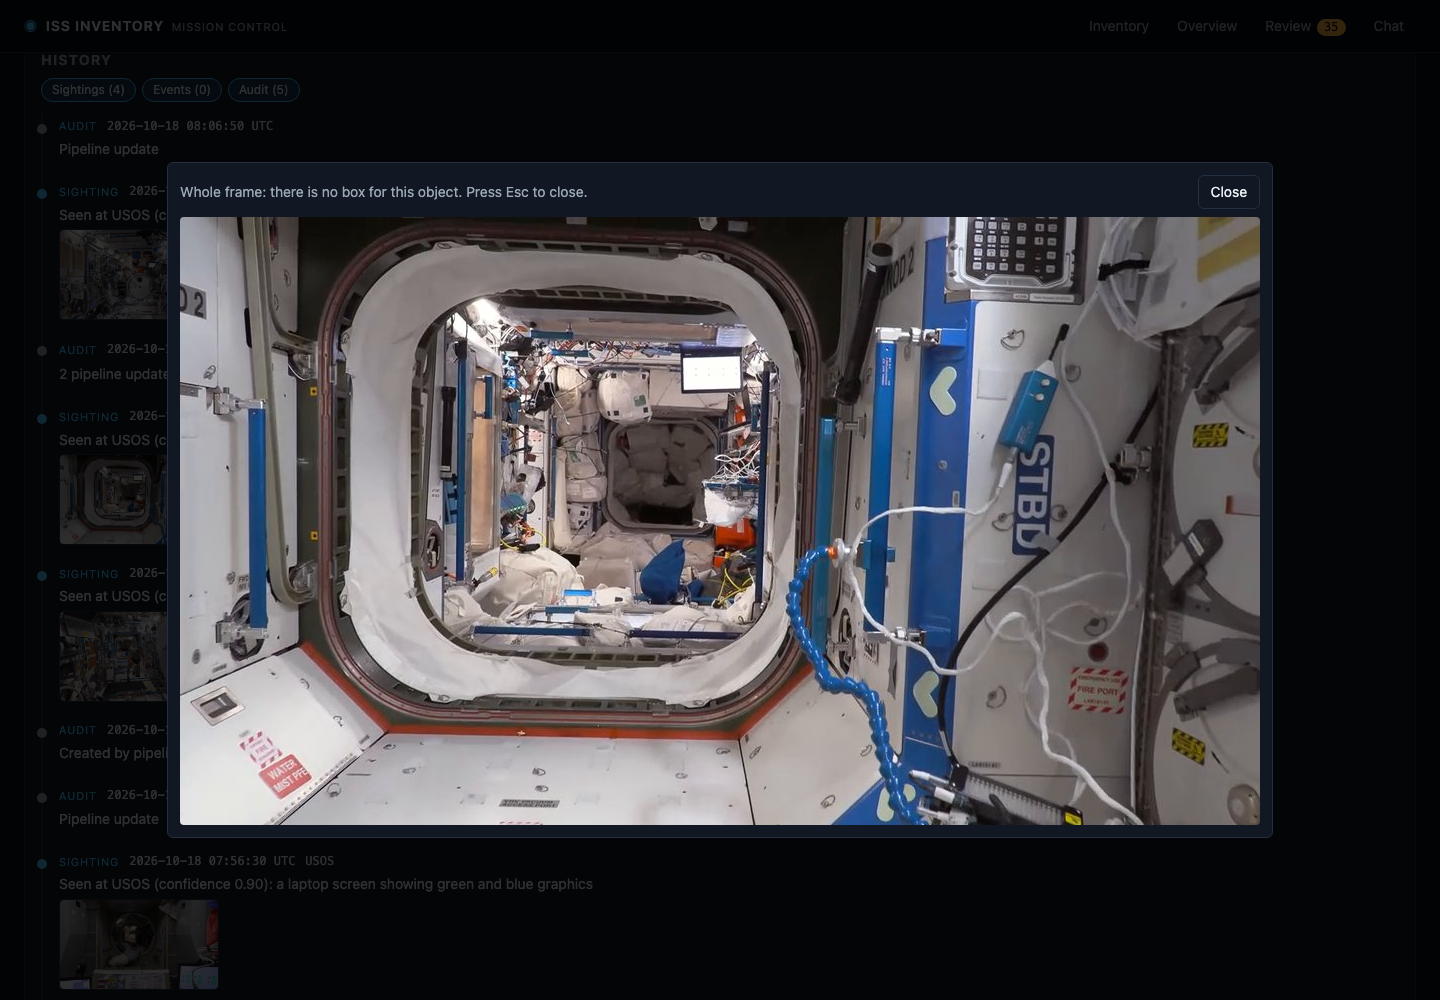 ISS INVENTORY MISSION CONTROL
Inventory
Overview
Review 35
Chat
HISTORY
Sightings (4)
Events (0)
Audit (5)
AUDIT 2026-10-18 08:06:50 UTC
Pipeline update
SIGHTING 2026-
Seen at USOS (c
AUDIT 2026-10-
2 pipeline update
SIGHTING 2026-
Seen at USOS (c
SIGHTING 2026-
Seen at USOS (c
AUDIT 2026-10-
Created by pipeli
AUDIT 2026-10-
Pipeline update
SIGHTING 2026-10-18 07:56:30 UTC USOS
Seen at USOS (confidence 0.90): a laptop screen showing green and blue graphics
Whole frame: there is no box for this object. Press Esc to close.
Close
NOD 2
STBD
FIRE PORT
FIRE
WATER
MIST PFE